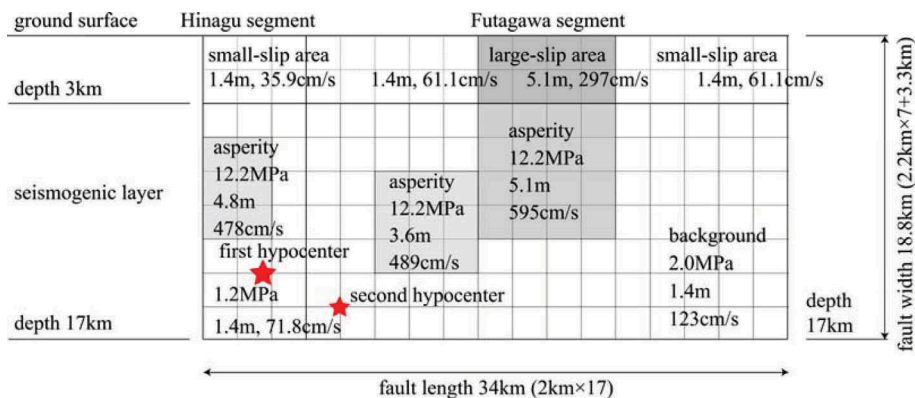 ground surface
Hinagu segment
Futagawa segment
small-slip area
large-slip area
small-slip area
1.4m, 35.9cm/s
1.4m, 61.1cm/s
5.1m, 297cm/s
1.4m, 61.1cm/s
depth 3km
seismogenic layer
asperity
12.2MPa
4.8m
478cm/s
asperity
12.2MPa
3.6m
489cm/s
asperity
12.2MPa
5.1m
595cm/s
background
2.0MPa
1.4m
123cm/s
first hypocenter
1.2MPa
1.4m, 71.8cm/s
second hypocenter
depth 17km
depth
17km
fault width 18.8km (2.2km×7+3.3km)
fault length 34km (2km×17)